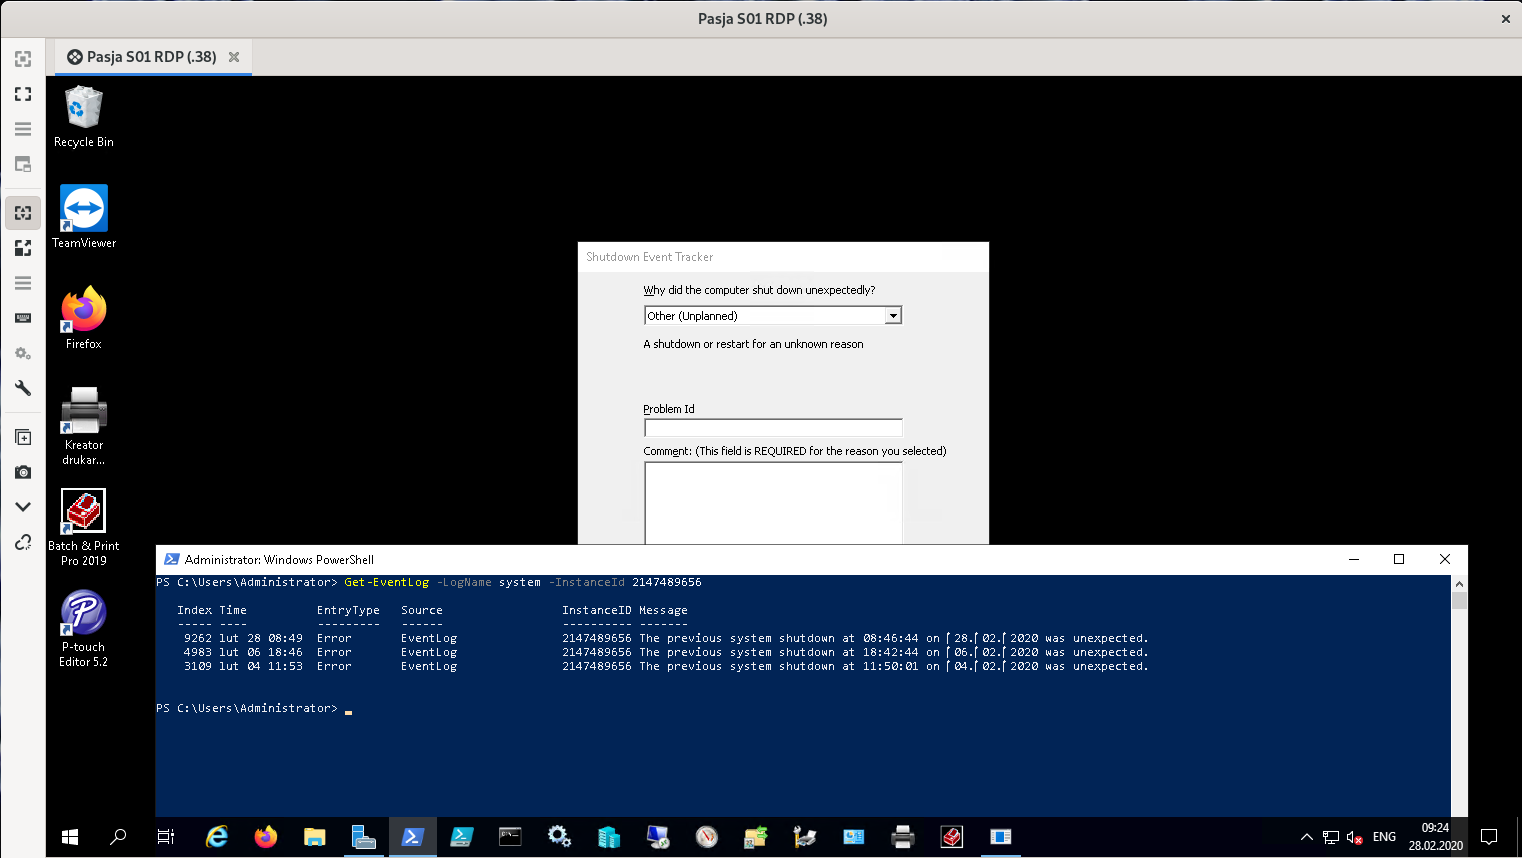 Pasja S01 RDP (.38)
Pasja S01 RDP (.38)
Recycle Bin
TeamViewer
Firefox
Kreator
drukar...
Batch & Print
Pro 2019
P-touch
Editor 5.2
Shutdown Event Tracker
Why did the computer shut down unexpectedly?
Other (Unplanned)
A shutdown or restart for an unknown reason
Problem Id
Comment: (This field is REQUIRED for the reason you selected)
Administrator: Windows PowerShell
PS C:\Users\Administrator> Get-EventLog -LogName system -InstanceId 2147489656
Index Time EntryType Source InstanceID Message
----- ---- --------- ------ ---------- -------
9262 lut 28 08:49 Error EventLog 2147489656 The previous system shutdown at 08:46:44 on 28.02.2020 was unexpected.
4983 lut 06 18:46 Error EventLog 2147489656 The previous system shutdown at 18:42:44 on 06.02.2020 was unexpected.
3109 lut 04 11:53 Error EventLog 2147489656 The previous system shutdown at 11:50:01 on 04.02.2020 was unexpected.
PS C:\Users\Administrator>
ENG
09:24
28.02.2020